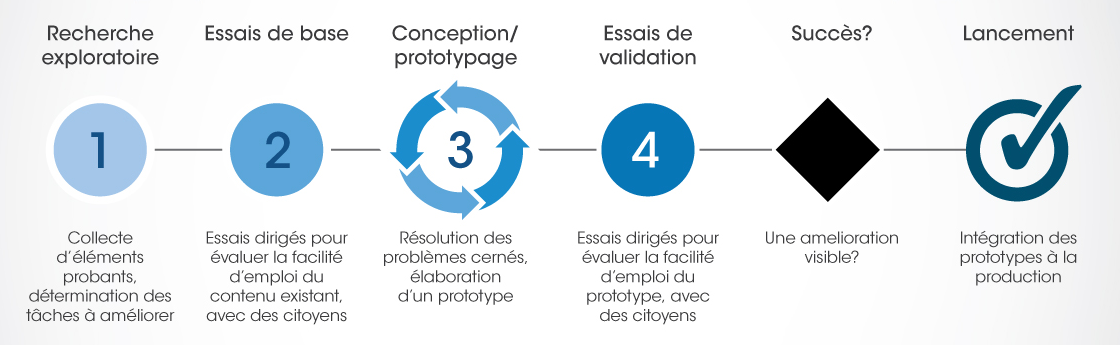 Recherche
exploratoire
1
Collecte
d'éléments
probants,
détermination des
tâches à améliorer
Essais de base
2
Essais dirigés pour
évaluer la facilité
d'emploi du
contenu existant,
avec des citoyens
Conception/
prototypage
3
Résolution des
problèmes cernés,
élaboration
d'un prototype
Essais de
validation
4
Essais dirigés pour
évaluer la facilité
d'emploi du
prototype, avec
des citoyens
Succès?
Une amelioration
visible?
Lancement
Intégration des
prototypes à la
production